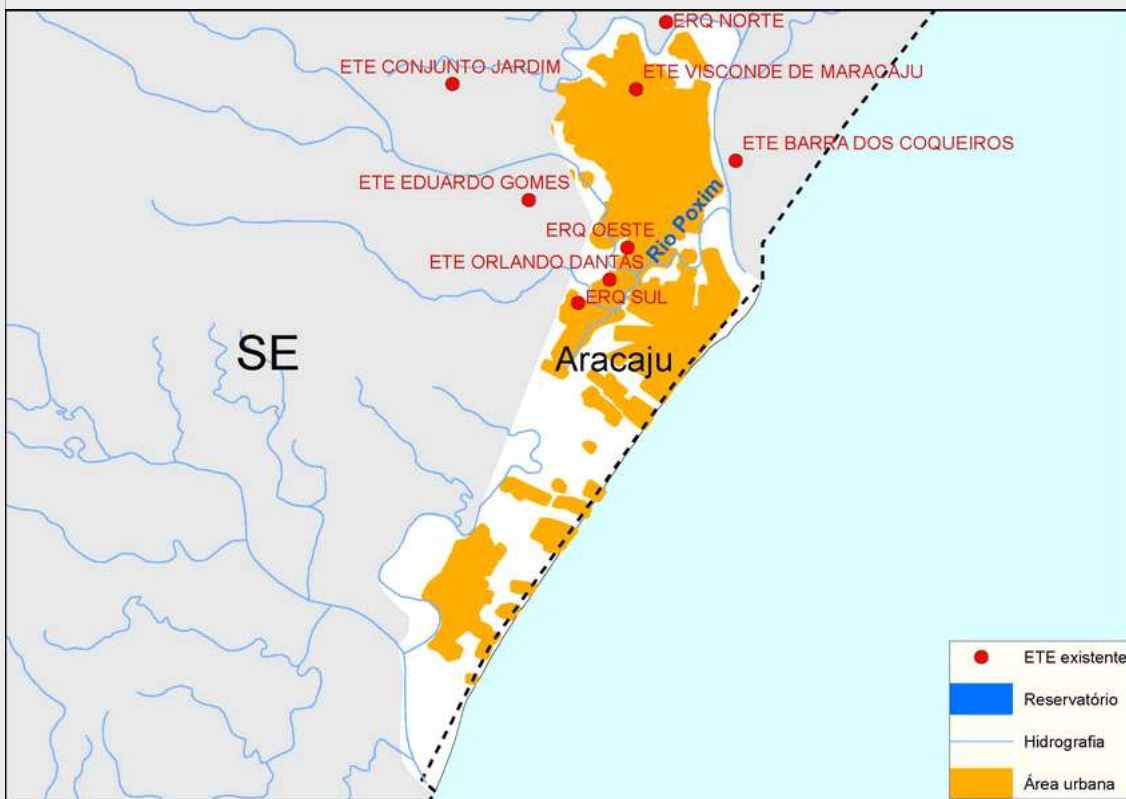 ERQ NORTE
ETE CONJUNTO JARDIM
ETE VISCONDE DE MARACAJU
ETE BARRA DOS COQUEIROS
ETE EDUARDO GOMES
Rio Poxim
ERQ OESTE
ETE ORLANDO DANTAS
ERQ SUL
SE
Aracaju
ETE existente
Reservatório
Hidrografia
Área urbana